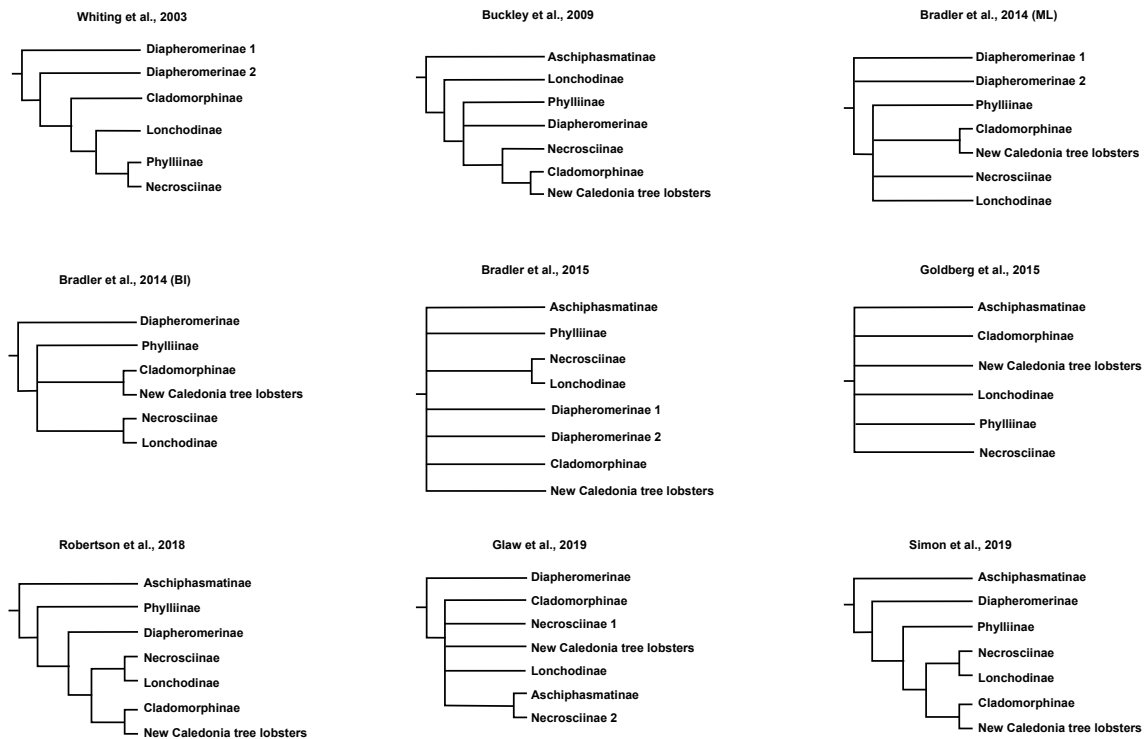 Whiting et al., 2003
Diapheromerinae 1
Diapheromerinae 2
Cladomorphinae
Lonchodinae
Phylliinae
Necrosciinae
Buckley et al., 2009
Aschiphasmatinae
Lonchodinae
Phylliinae
Diapheromerinae
Necrosciinae
Cladomorphinae
New Caledonia tree lobsters
Bradler et al., 2014 (ML)
Diapheromerinae 1
Diapheromerinae 2
Phylliinae
Cladomorphinae
New Caledonia tree lobsters
Necrosciinae
Lonchodinae
Bradler et al., 2014 (BI)
Diapheromerinae
Phylliinae
Cladomorphinae
New Caledonia tree lobsters
Necrosciinae
Lonchodinae
Bradler et al., 2015
Aschiphasmatinae
Phylliinae
Necrosciinae
Lonchodinae
Diapheromerinae 1
Diapheromerinae 2
Cladomorphinae
New Caledonia tree lobsters
Goldberg et al., 2015
Aschiphasmatinae
Cladomorphinae
New Caledonia tree lobsters
Lonchodinae
Phylliinae
Necrosciinae
Robertson et al., 2018
Aschiphasmatinae
Phylliinae
Diapheromerinae
Necrosciinae
Lonchodinae
Cladomorphinae
New Caledonia tree lobsters
Glaw et al., 2019
Diapheromerinae
Cladomorphinae
Necrosciinae 1
New Caledonia tree lobsters
Lonchodinae
Aschiphasmatinae
Necrosciinae 2
Simon et al., 2019
Aschiphasmatinae
Diapheromerinae
Phylliinae
Necrosciinae
Lonchodinae
Cladomorphinae
New Caledonia tree lobsters